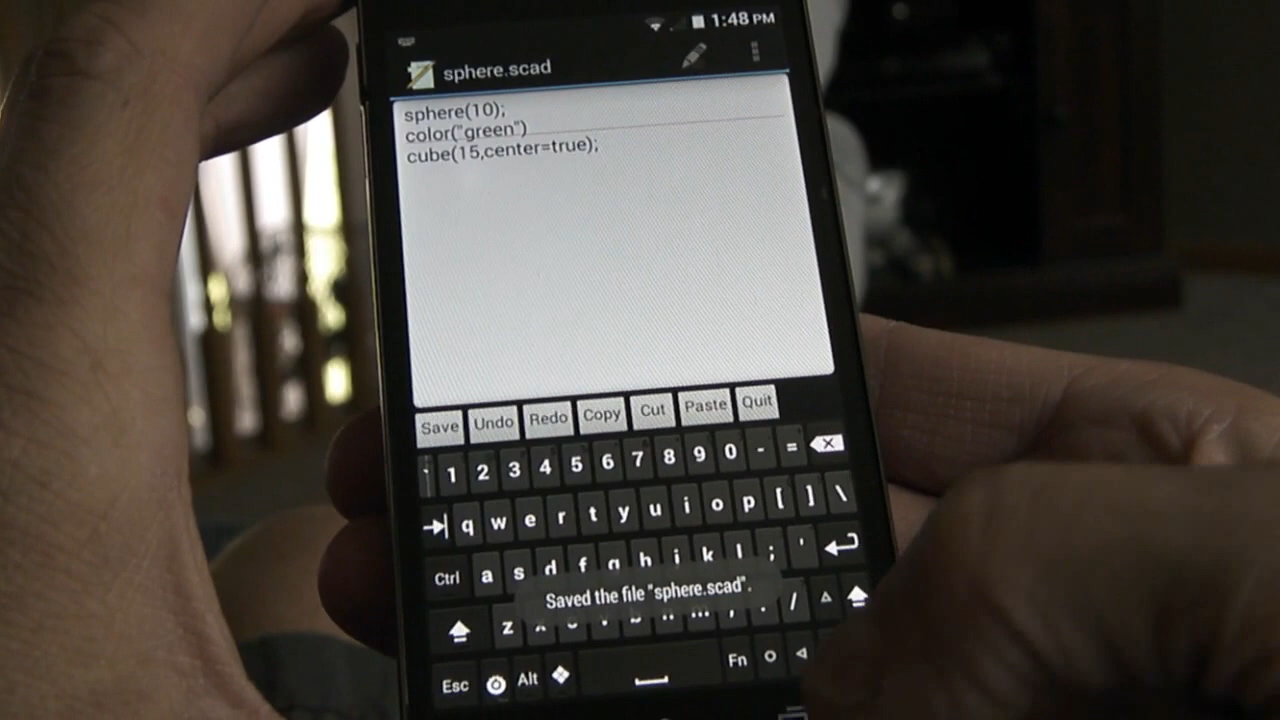 1:48 PM
sphere.scad
sphere(10);
color("green")
cube(15,center=true);
Save Undo Redo Copy Cut Paste Quit
` 1 2 3 4 5 6 7 8 9 0 - =
q w e r t y u i o p [ ] \
Ctrl a s d f g h j k l ; '
Saved the file "sphere.scad".
z , . /
Esc Alt Fn